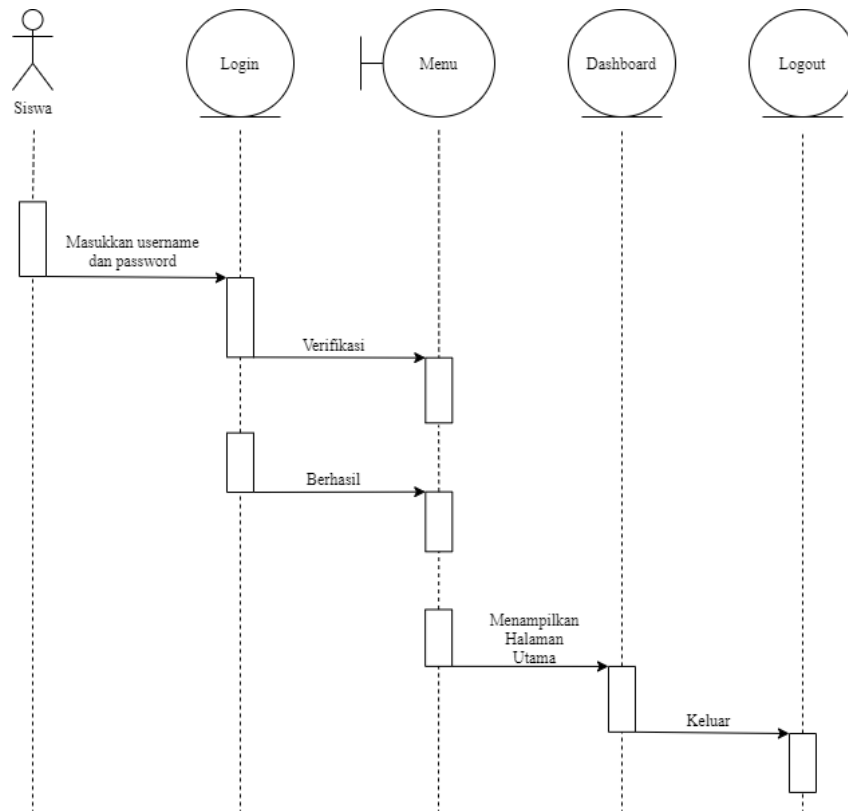 Siswa
Login
Menu
Dashboard
Logout
Masukkan username
dan password
Verifikasi
Berhasil
Menampilkan
Halaman
Utama
Keluar